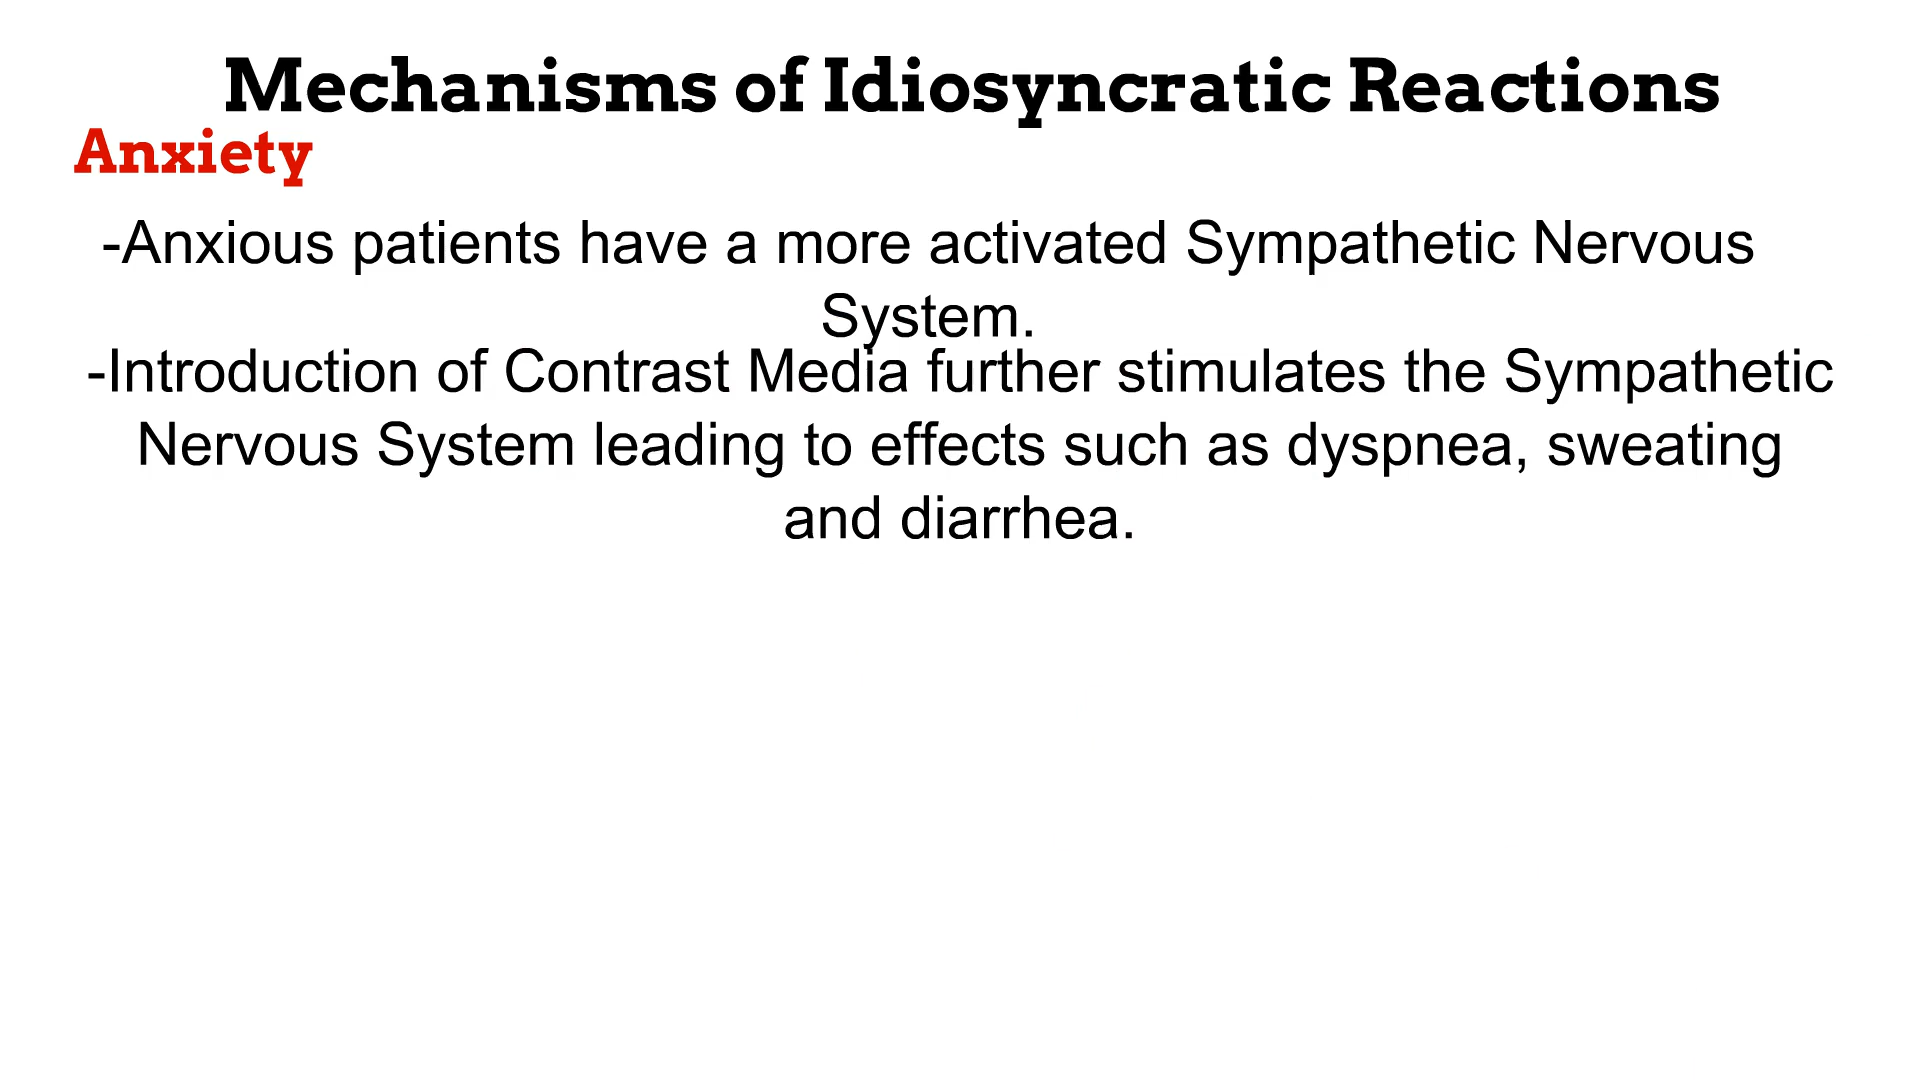 Mechanisms of Idiosyncratic Reactions
Anxiety
-Anxious patients have a more activated Sympathetic Nervous
System.
-Introduction of Contrast Media further stimulates the Sympathetic
Nervous System leading to effects such as dyspnea, sweating
and diarrhea.